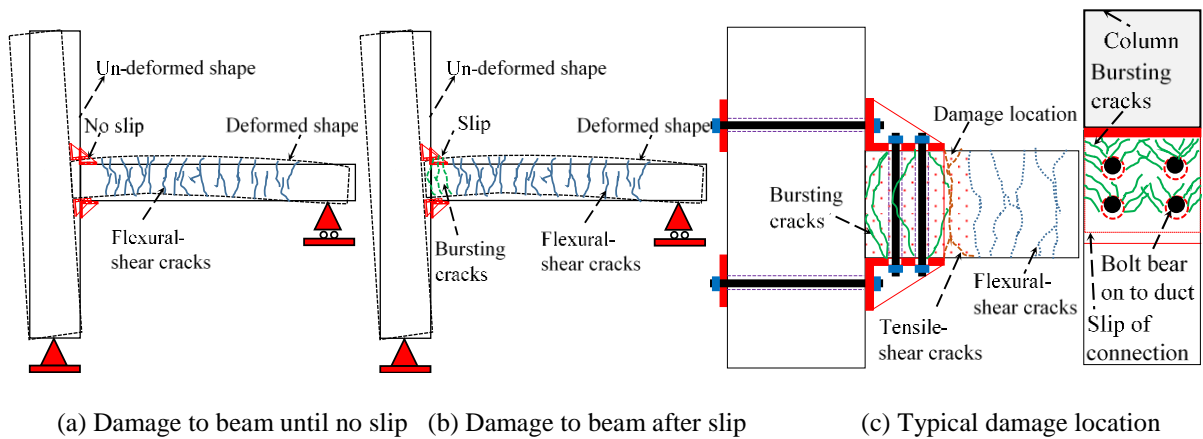 Un-deformed shape
No slip
Deformed shape
Flexural-
shear cracks
Un-deformed shape
Slip
Deformed shape
Bursting
cracks
Flexural-
shear cracks
Damage location
Bursting
cracks
Tensile-
shear cracks
Flexural-
shear cracks
Column
Bursting
cracks
Bolt bear
on to duct
Slip of
connection
(a) Damage to beam until no slip
(b) Damage to beam after slip
(c) Typical damage location